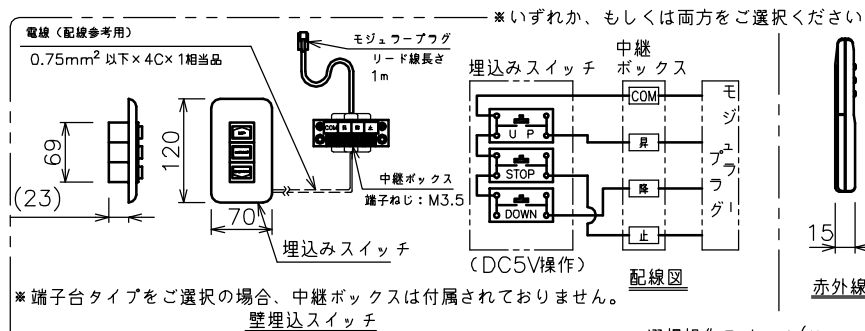 ※いずれか、もしくは両方をご選択ください
電線（配線参考用）
0.75mm² 以下×4C×1相当品
モジュラープラグ
リード線長さ
1m
69
(23)
120
70
COM 昇 降 止
中継ボックス
端子ねじ：M3.5
埋込みスイッチ
埋込みスイッチ
中継
ボックス
モジュラープラグ
COM
UP
昇
STOP
降
DOWN
止
(DC5V操作)
配線図
15
赤外線
※端子台タイプをご選択の場合、中継ボックスは付属されておりません。
壁埋込スイッチ